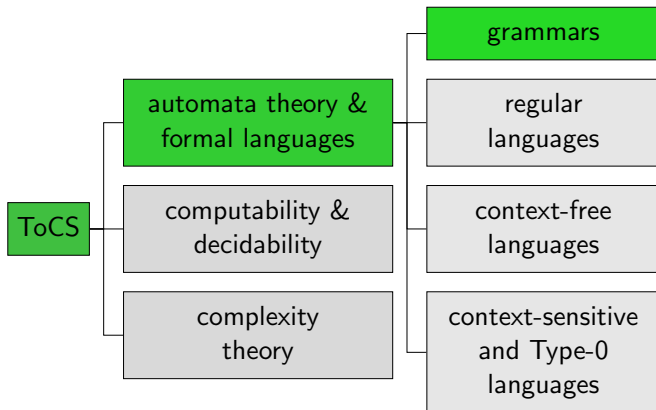 ToCS
automata theory &
formal languages
computability &
decidability
complexity
theory
grammars
regular
languages
context-free
languages
context-sensitive
and Type-0
languages